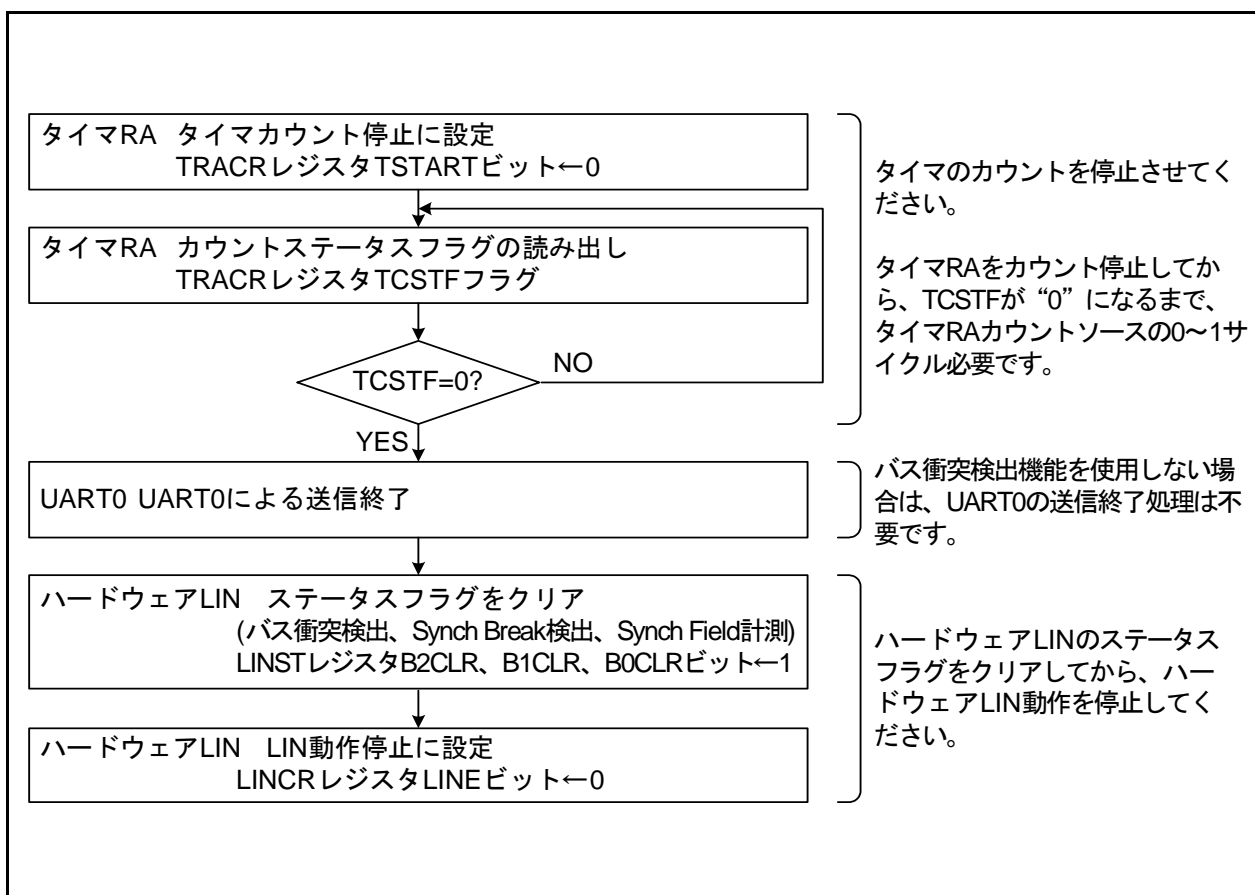 タイマRA タイマカウント停止に設定
TRACRレジスタTSTARTビット←0
タイマRA カウントステータスフラグの読み出し
TRACRレジスタTCSTFフラグ
TCSTF=0?
NO
YES
UART0 UART0による送信終了
ハードウェアLIN ステータスフラグをクリア
(バス衝突検出、Synch Break検出、Synch Field計測)
LINSTレジスタB2CLR、B1CLR、B0CLRビット←1
ハードウェアLIN LIN動作停止に設定
LINCRレジスタLINEビット←0
タイマのカウントを停止させてく
ださい。
タイマRAをカウント停止してか
ら、TCSTFが“0”になるまで、
タイマRAカウントソースの0〜1サ
イクル必要です。
バス衝突検出機能を使用しない場
合は、UART0の送信終了処理は不
要です。
ハードウェアLINのステータス
フラグをクリアしてから、ハー
ドウェアLIN動作を停止してく
ださい。